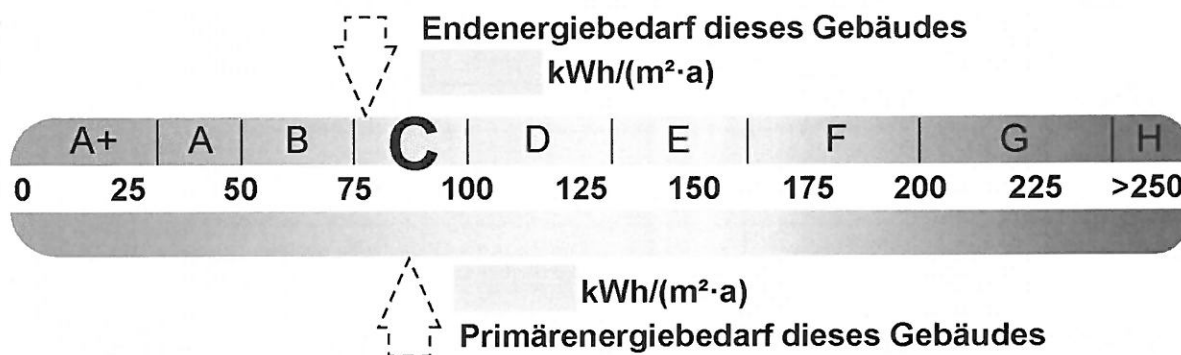 Endenergiebedarf dieses Gebäudes
kWh/(m²·a)
A+ A B C D E F G H
0 25 50 75 100 125 150 175 200 225 >250
kWh/(m²·a)
Primärenergiebedarf dieses Gebäudes